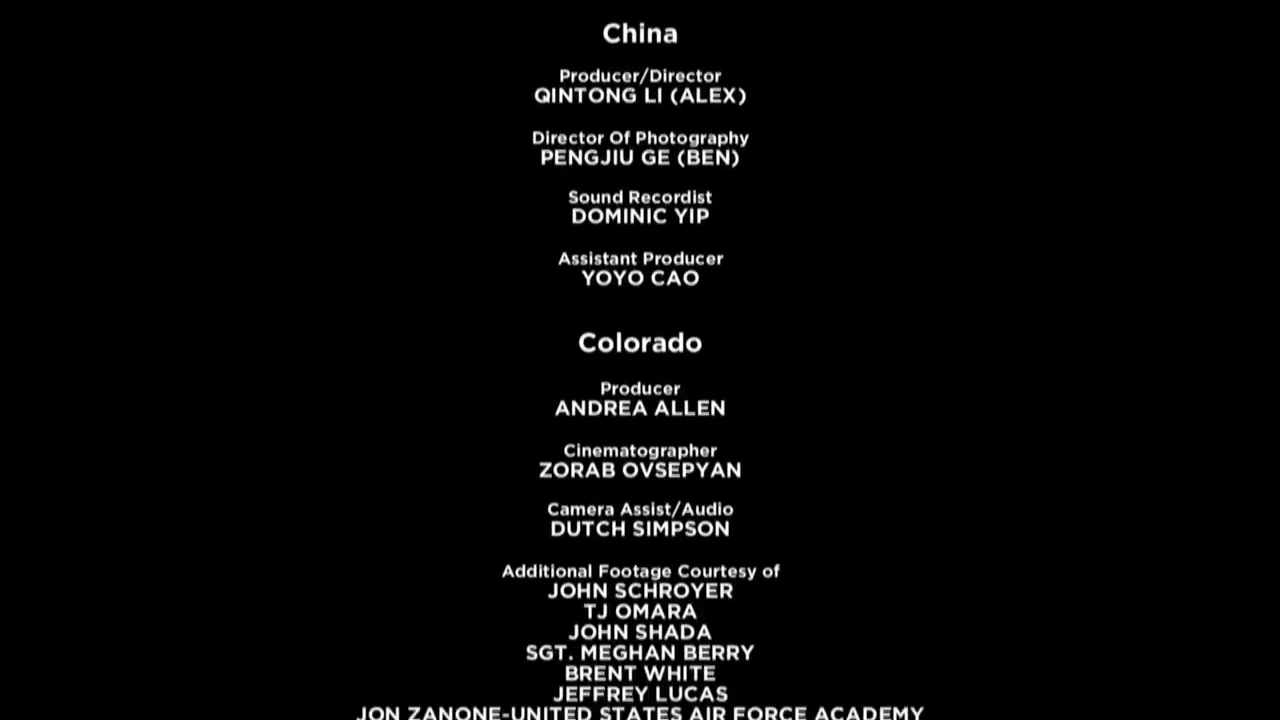 China
Producer/Director
QINTONG LI (ALEX)
Director Of Photography
PENGJIU GE (BEN)
Sound Recordist
DOMINIC YIP
Assistant Producer
YOYO CAO
Colorado
Producer
ANDREA ALLEN
Cinematographer
ZORAB OVSEPYAN
Camera Assist/Audio
DUTCH SIMPSON
Additional Footage Courtesy of
JOHN SCHROYER
TJ OMARA
JOHN SHADA
SGT. MEGHAN BERRY
BRENT WHITE
JEFFREY LUCAS
JON ZANONE-UNITED STATES AIR FORCE ACADEMY